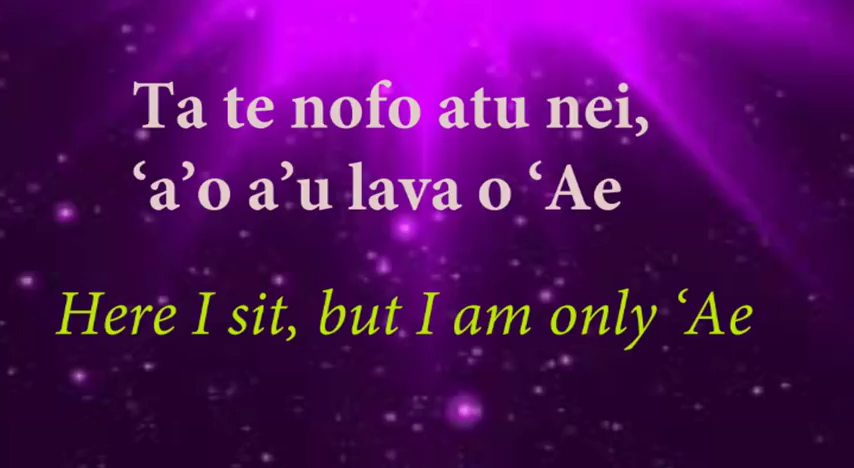 Ta te nofo atu nei,
‘a’o a’u lava o ‘Ae
Here I sit, but I am only ‘Ae